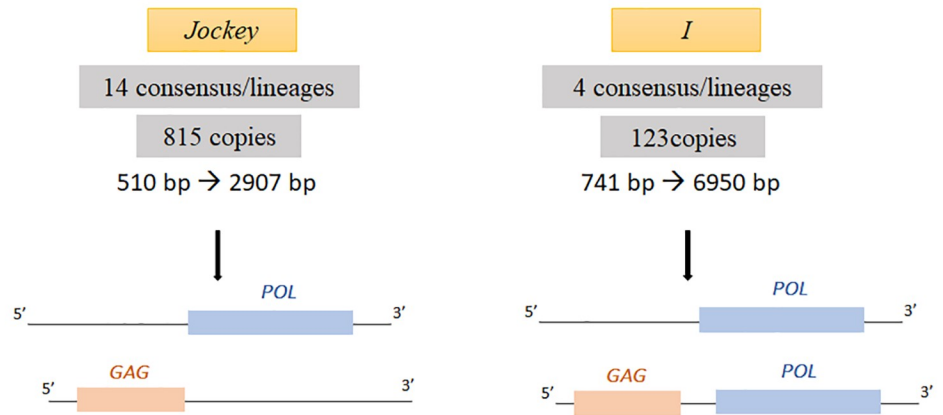 Jockey
14 consensus/lineages
815 copies
510 bp → 2907 bp
POL
5’ 3’
GAG
5’ 3’
I
4 consensus/lineages
123copies
741 bp → 6950 bp
POL
5’ 3’
GAG POL
5’ 3’